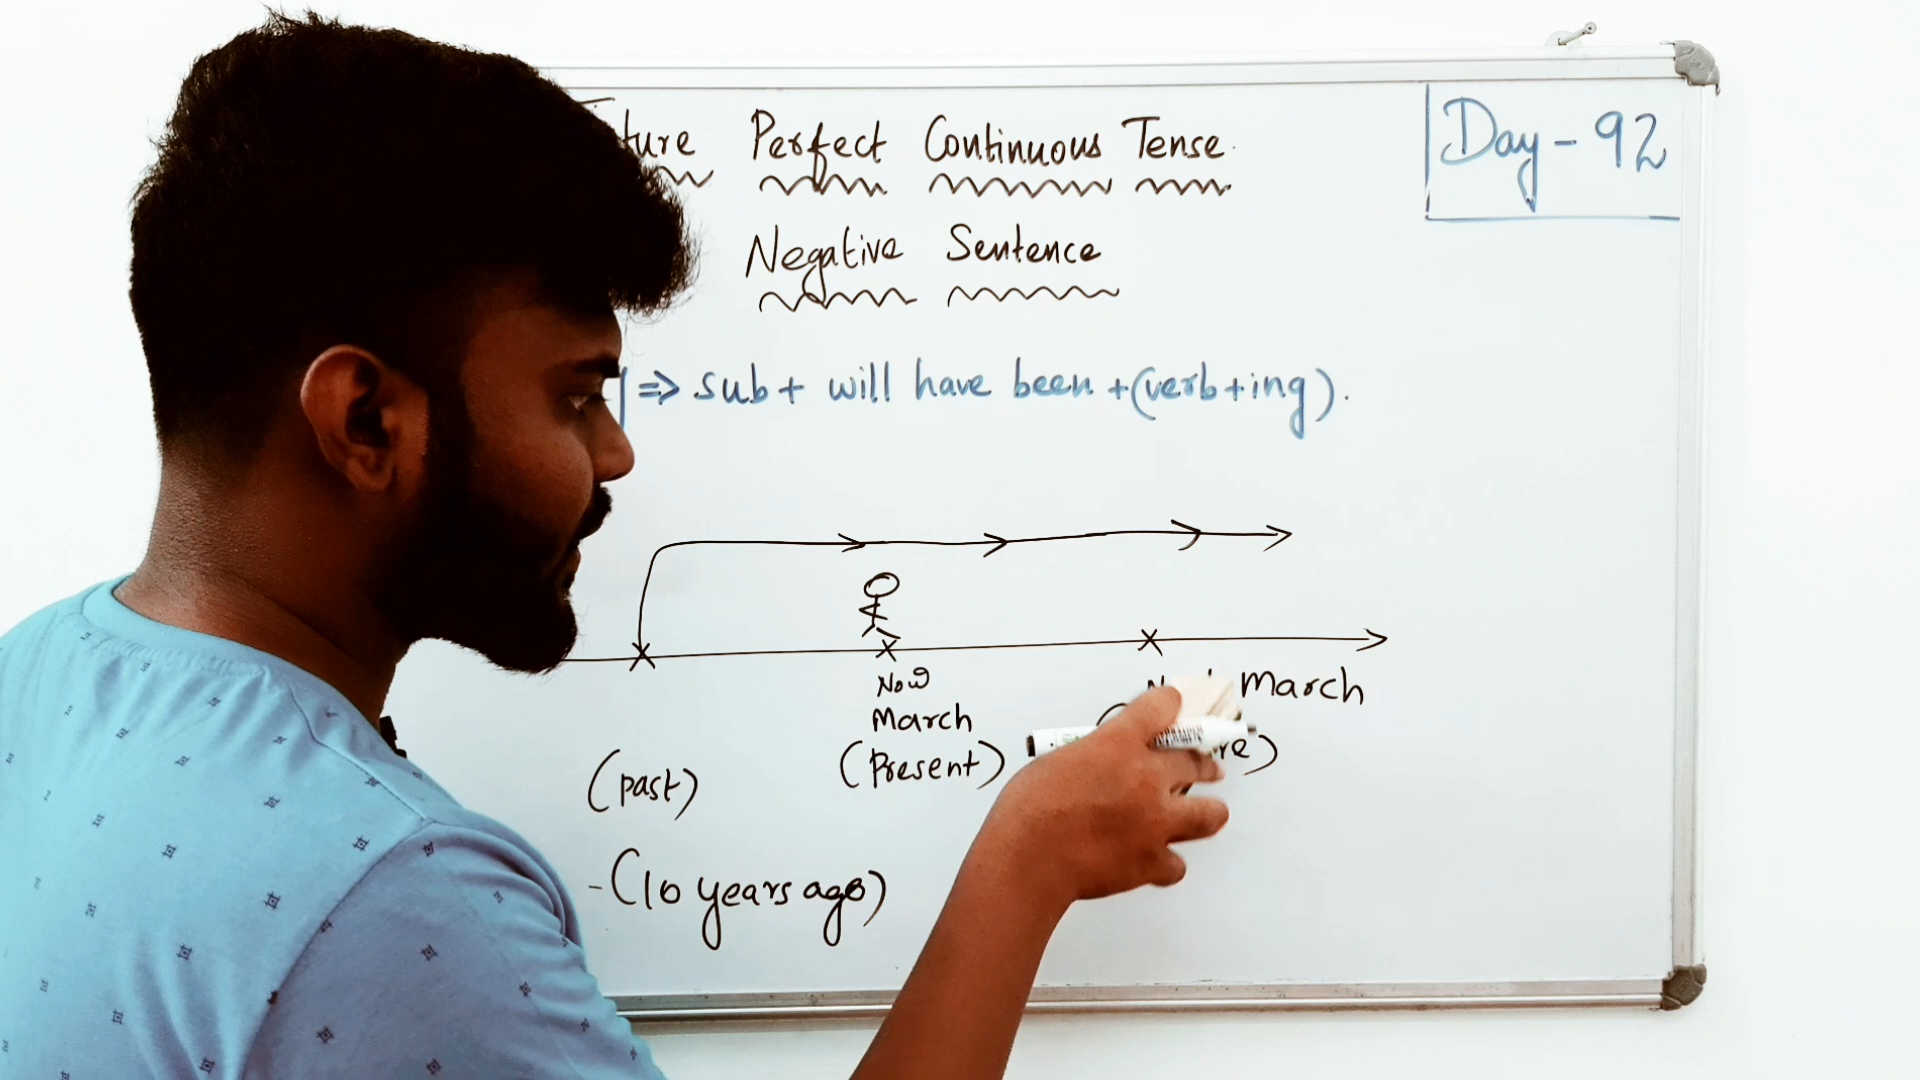 ture Perfect Continuous Tense.
Day - 92
Negative Sentence
=> sub + will have been + (verb+ing).
Now
March
March
(Present)
(past)
-(10 years ago)